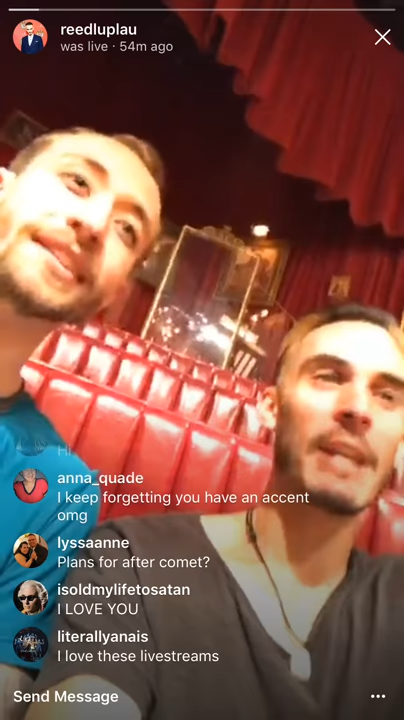 reedluplau
was live · 54m ago
Hi
anna_quade
I keep forgetting you have an accent
omg
lyssaanne
Plans for after comet?
isoldmylifetosatan
I LOVE YOU
literallyanais
I love these livestreams
Send Message